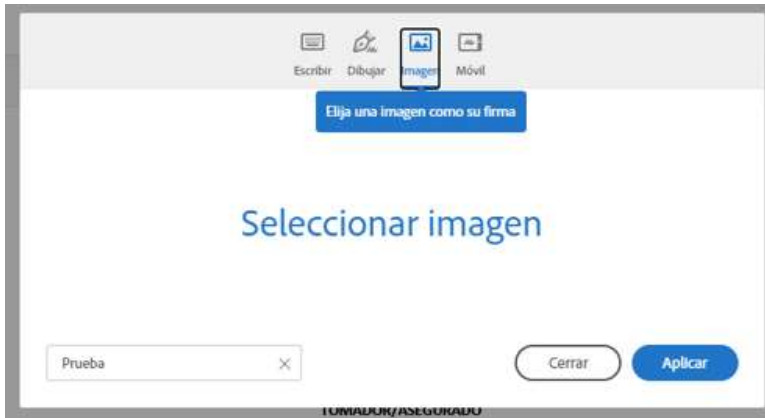 Escribir Dibujar Imagen Móvil
Elija una imagen como su firma
Seleccionar imagen
Prueba Cerrar Aplicar
TOMADOR/ASEGURADO